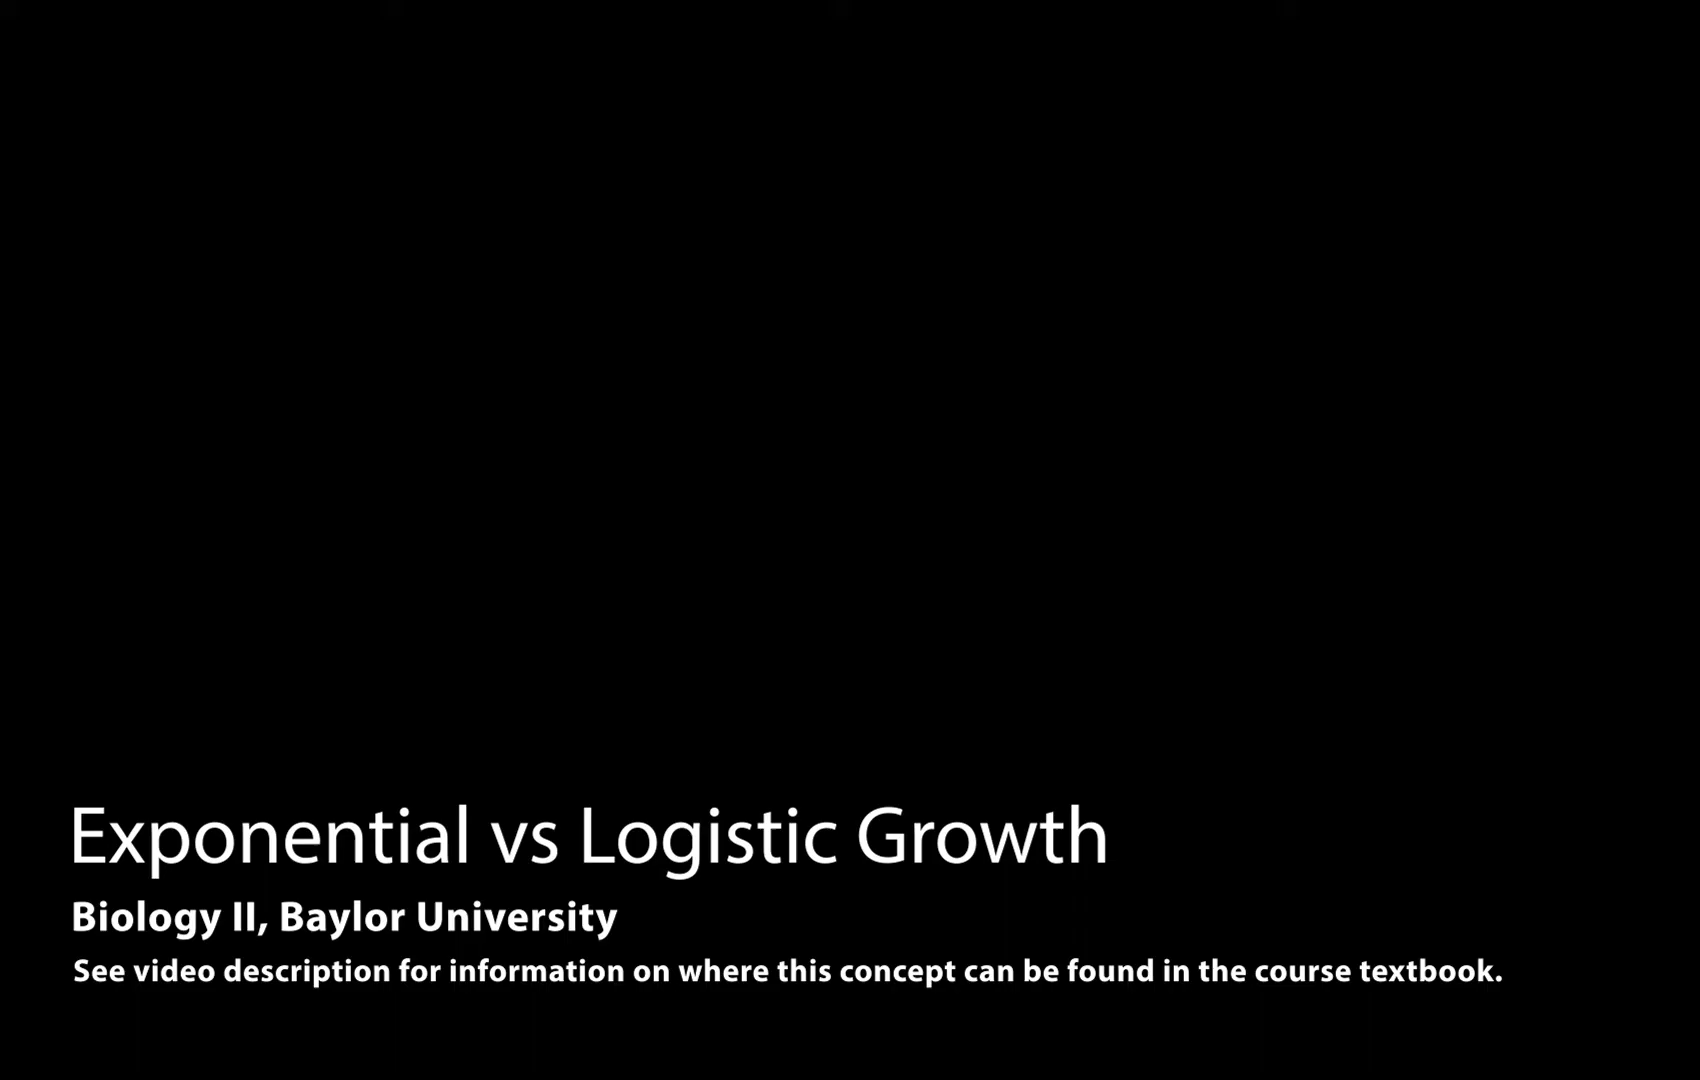 Exponential vs Logistic Growth
Biology II, Baylor University
See video description for information on where this concept can be found in the course textbook.